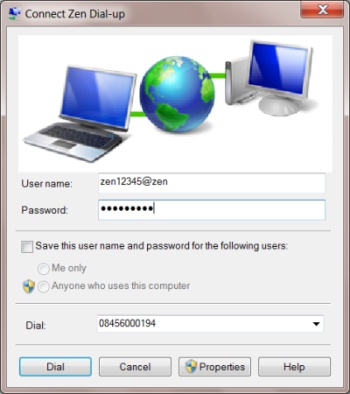 Connect Zen Dial-up
User name: zen12345@zen
Password: •••••••••
Save this user name and password for the following users:
Me only
Anyone who uses this computer
Dial: 08456000194
Dial Cancel Properties Help